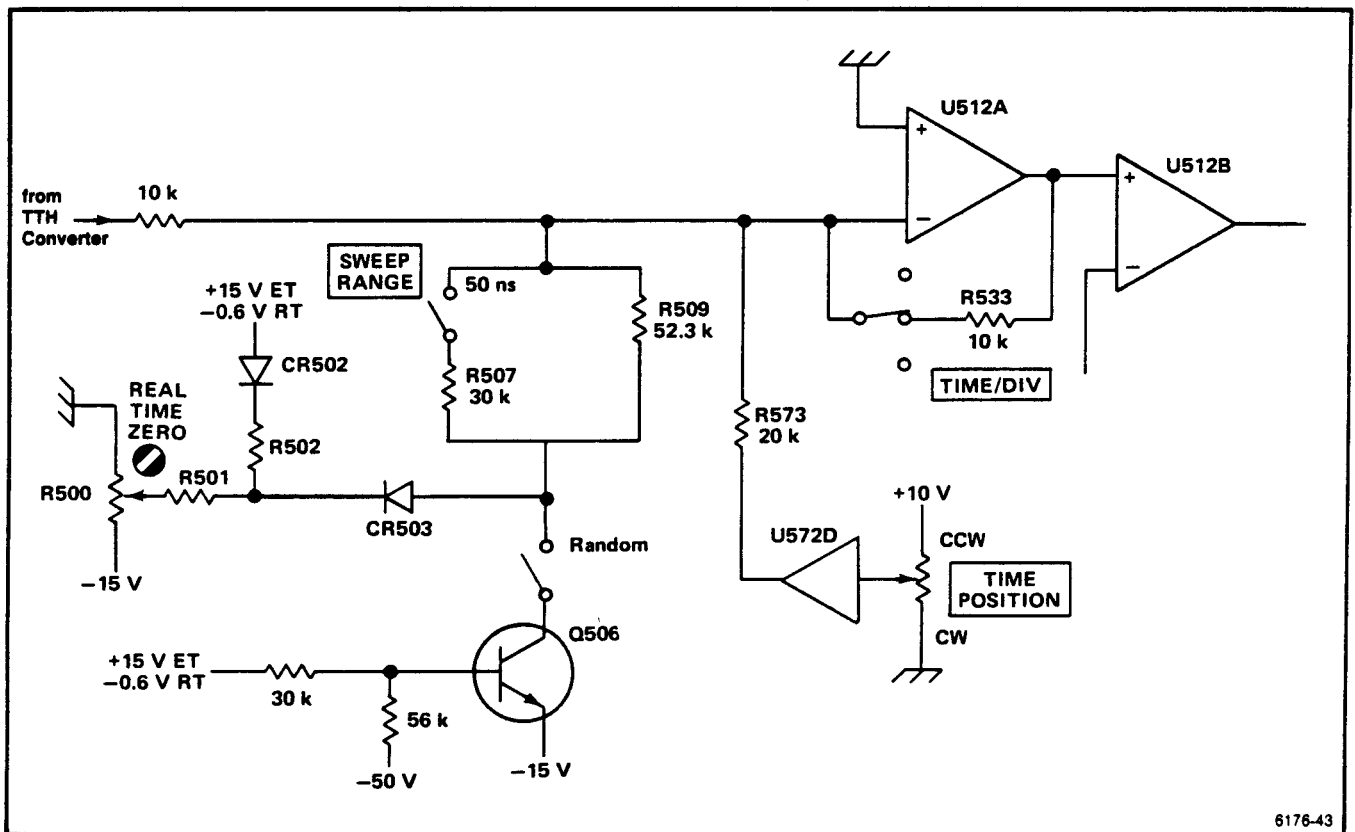 U512A
+
U512B
+
from
TTH
Converter
10 k
−
SWEEP
RANGE
50 ns
−
+15 V ET
−0.6 V RT
R509
52.3 k
R533
10 k
CR502
R507
30 k
TIME/DIV
REAL
TIME
ZERO
R573
20 k
R502
R500
R501
+10 V
CR503
U572D
CCW
Random
−15 V
TIME
POSITION
Q506
CW
+15 V ET
−0.6 V RT
30 k
56 k
−50 V
−15 V
6176-43